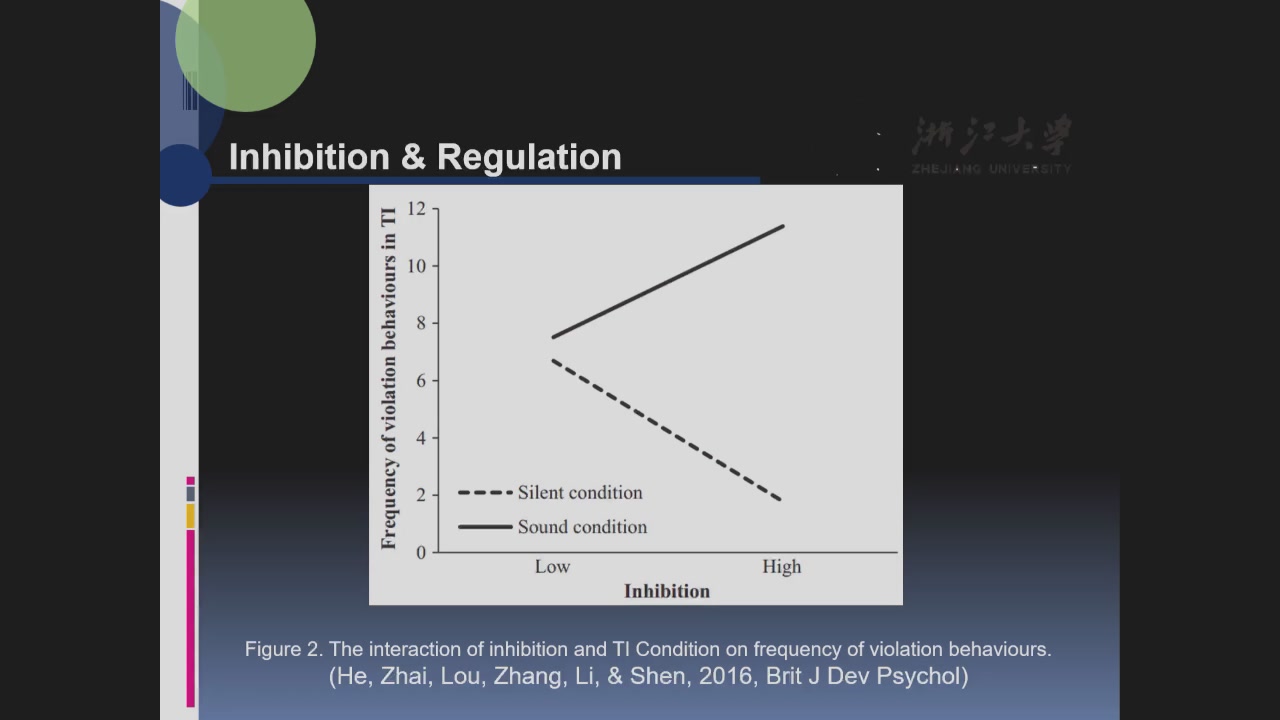 浙江大学
ZHEJIANG UNIVERSITY
Inhibition & Regulation
Frequency of violation behaviours in TI
12
10
8
6
4
2
0
Silent condition
Sound condition
Low
High
Inhibition
Figure 2. The interaction of inhibition and TI Condition on frequency of violation behaviours.
(He, Zhai, Lou, Zhang, Li, & Shen, 2016, Brit J Dev Psychol)